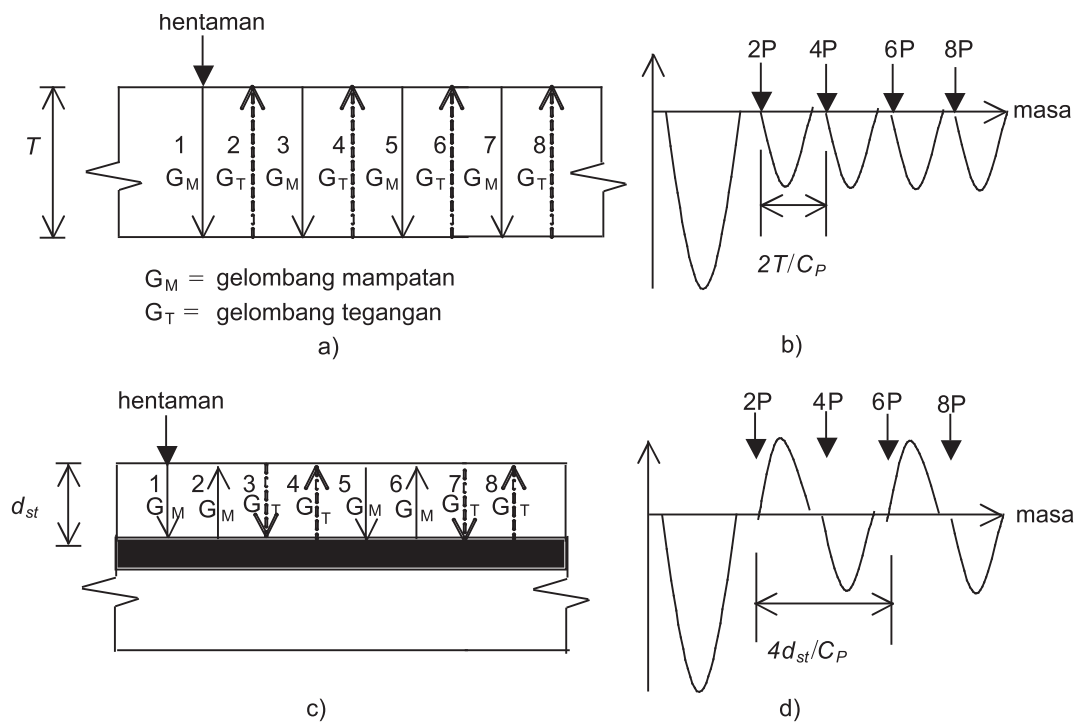 hentaman
T
1 2 3 4 5 6 7 8
G_M G_T G_M G_T G_M G_T G_M G_T
G_M = gelombang mampatan
G_T = gelombang tegangan
a)
2P 4P 6P 8P
masa
2T/C_P
b)
hentaman
d_st
1 2 3 4 5 6 7 8
G_M G_M G_T G_T G_M G_M G_T G_T
c)
2P 4P 6P 8P
masa
4d_st/C_P
d)